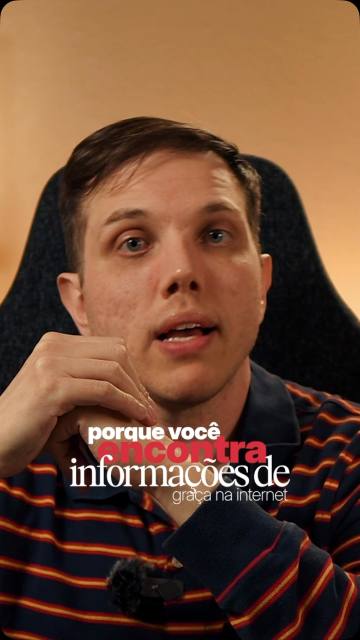 porque você
encontra
informações de
graça na internet